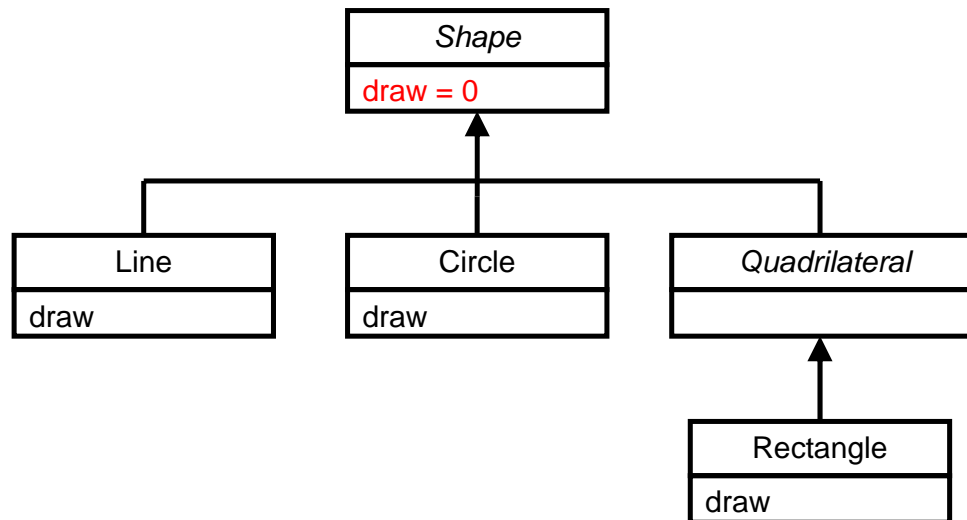 Shape
draw = 0
Line
draw
Circle
draw
Quadrilateral
Rectangle
draw